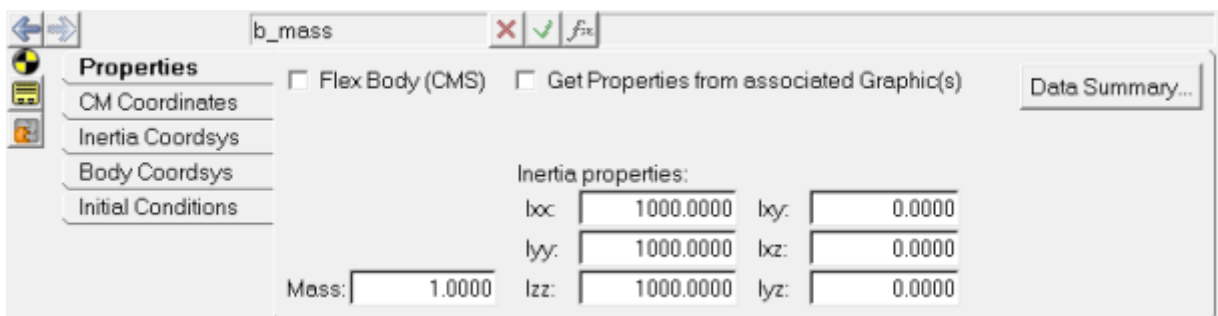 b_mass fx
Properties
CM Coordinates
Inertia Coordsys
Body Coordsys
Initial Conditions
Flex Body (CMS) Get Properties from associated Graphic(s) Data Summary...
Inertia properties:
Ixx: 1000.0000 Ixy: 0.0000
Iyy: 1000.0000 Ixz: 0.0000
Mass: 1.0000 Izz: 1000.0000 Iyz: 0.0000